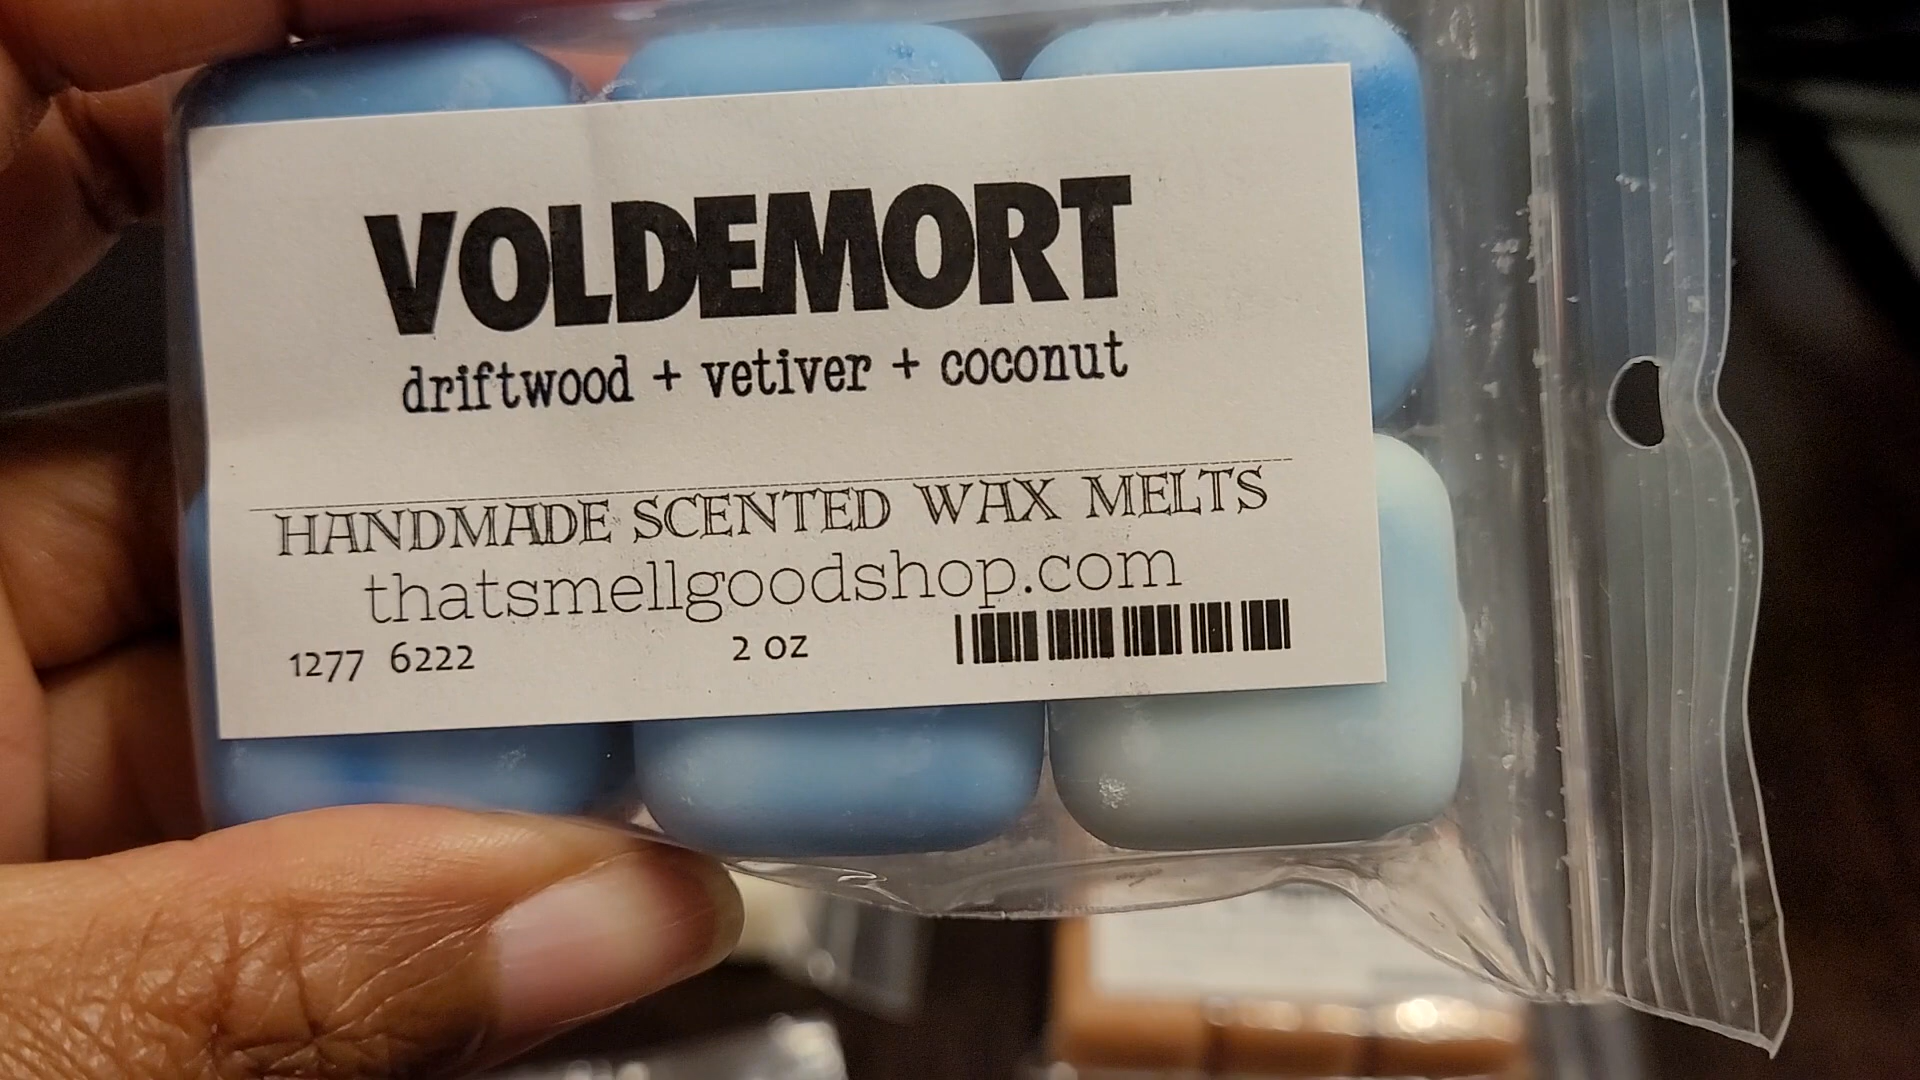 VOLDEMORT
driftwood + vetiver + coconut
HANDMADE SCENTED WAX MELTS
thatsmellgoodshop.com
1277 6222 2 oz